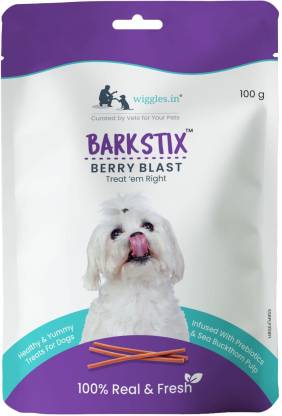 wiggles.in®
100 g
Curated by Vets for Your Pets
BARKSTIX™
BERRY BLAST
Treat 'em Right
Healthy & Yummy
Treats For Dogs
Infused With Prebiotics
& Sea Buckthorn Pulp
100% Real & Fresh